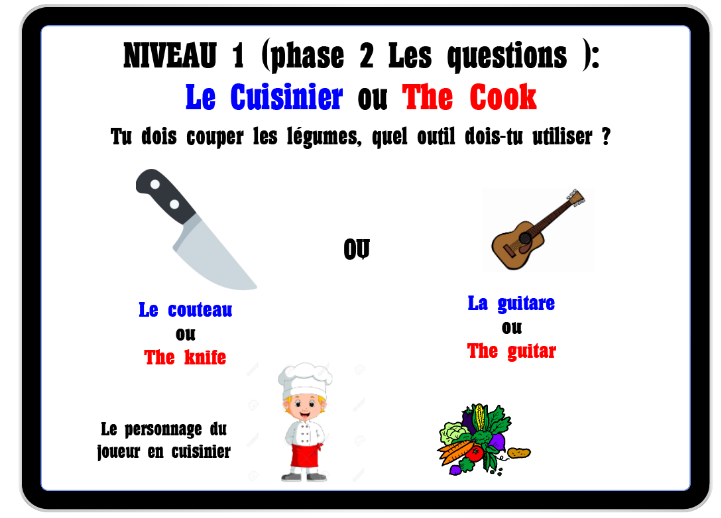 NIVEAU 1 (phase 2 Les questions ):
Le Cuisinier ou The Cook
Tu dois couper les légumes, quel outil dois-tu utiliser ?
OU
Le couteau
ou
The knife
La guitare
ou
The guitar
Le personnage du
joueur en cuisinier